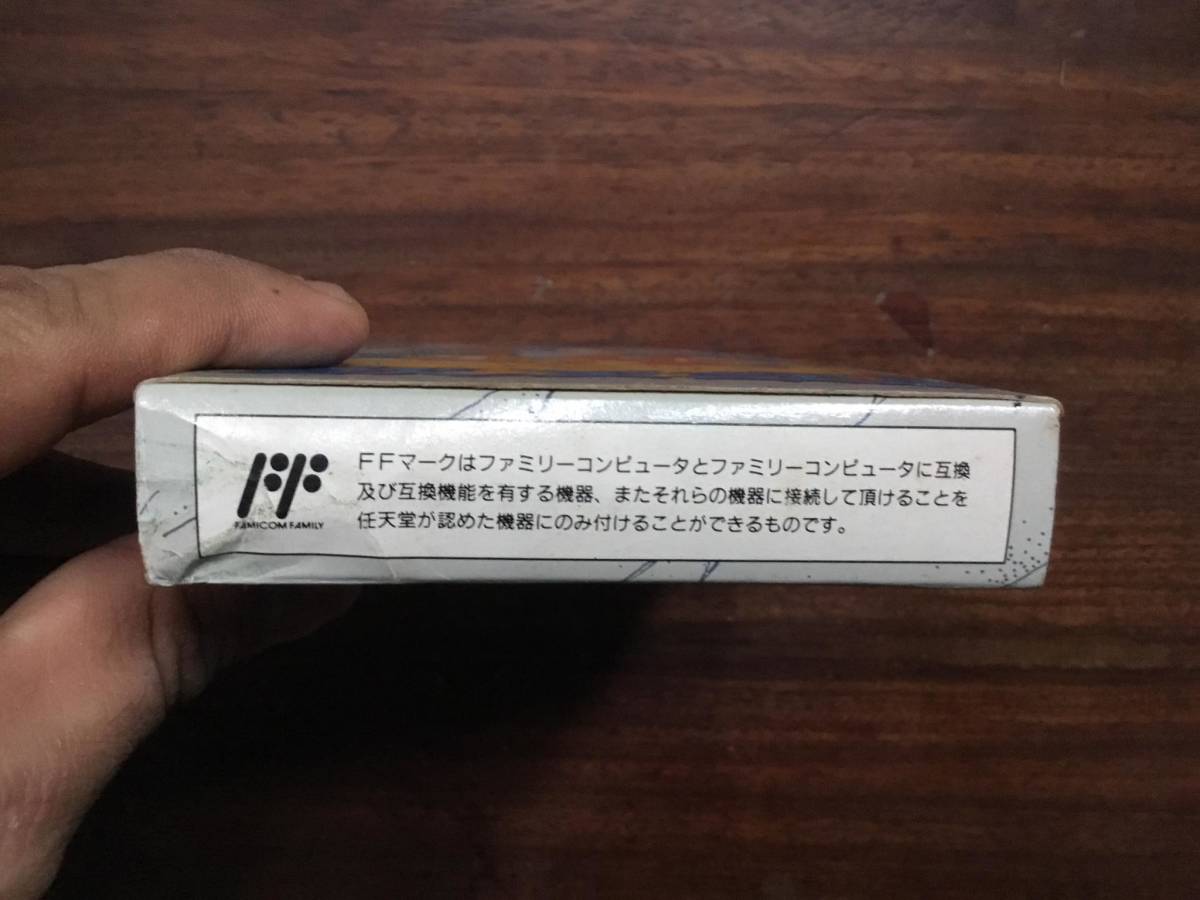 FFマークはファミリーコンピュータとファミリーコンピュータに互換
及び互換機能を有する機器、またそれらの機器に接続して頂けることを
任天堂が認めた機器にのみ付けることができるものです。
FF
FAMICOM FAMILY